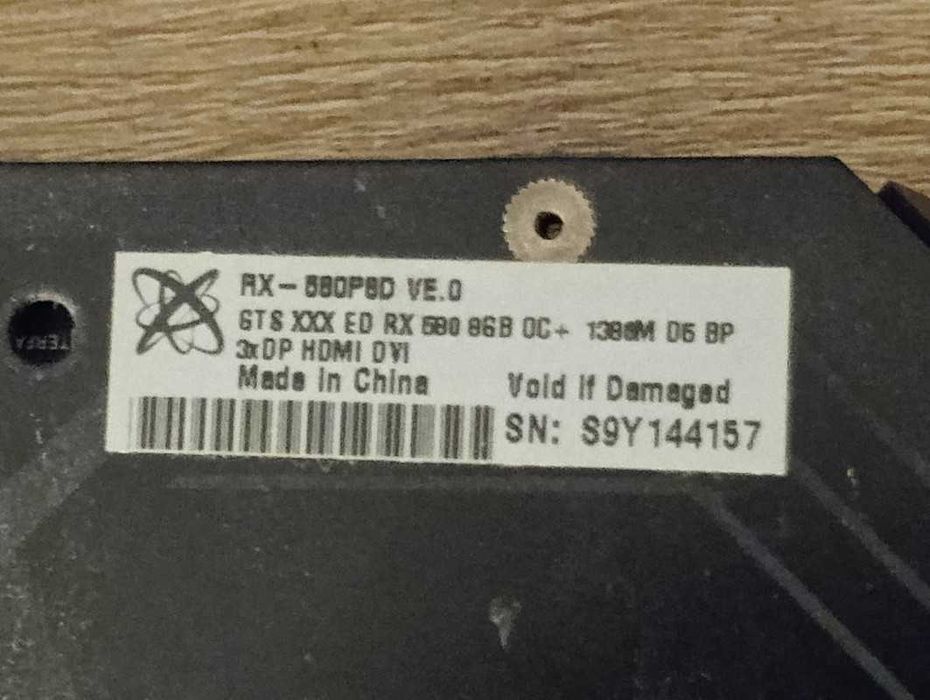 RX-580P8D VE.0
GTS XXX ED RX 580 8GB OC+ 1386M D5 BP
3xDP HDMI DVI
Made in China
Void If Damaged
SN: S9Y144157